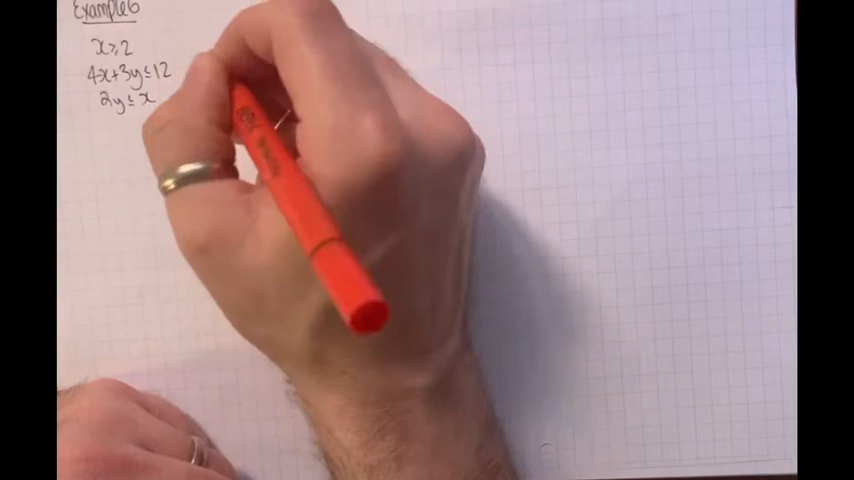 Example 6
x ≥ 2
4x+3y ≤ 12
2y ≤ x